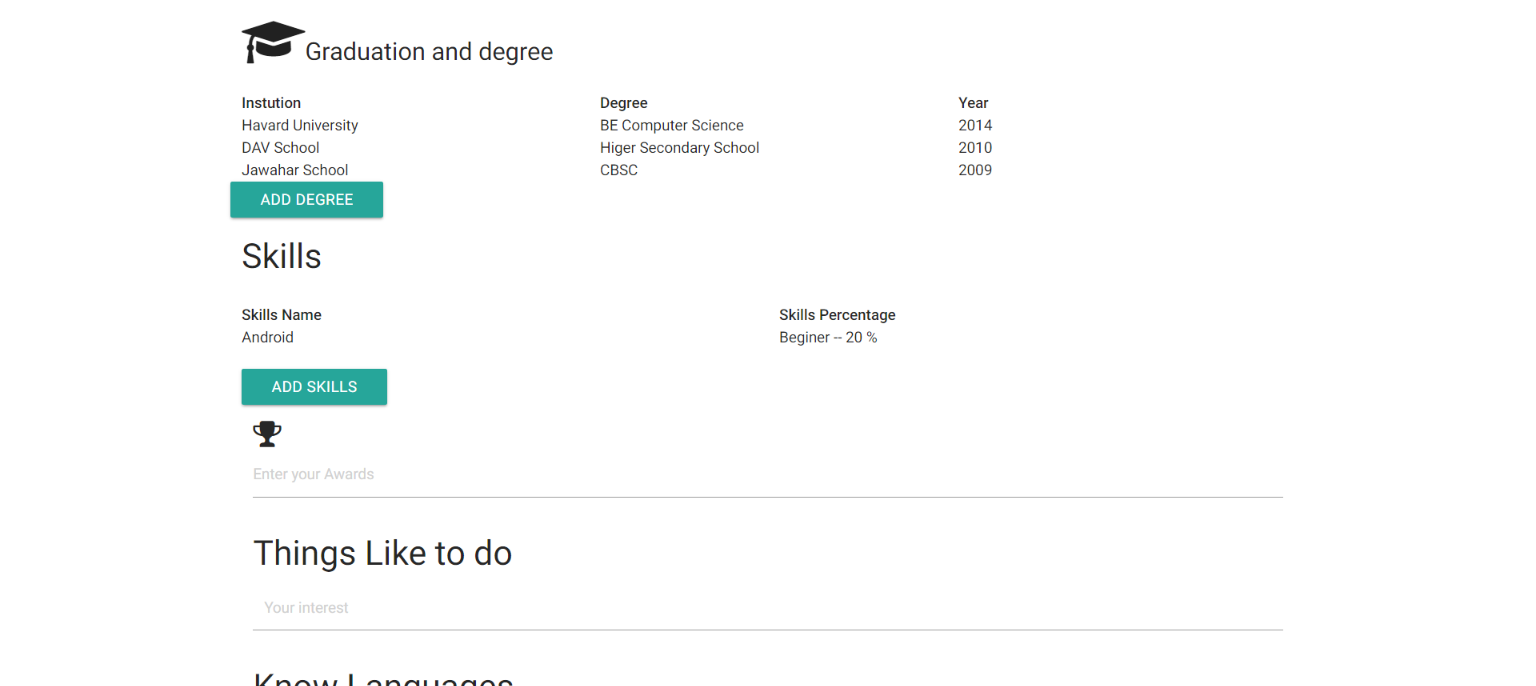 Graduation and degree
Instution Degree Year
Havard University BE Computer Science 2014
DAV School Higer Secondary School 2010
Jawahar School CBSC 2009
ADD DEGREE
Skills
Skills Name Skills Percentage
Android Beginer -- 20 %
ADD SKILLS
Enter your Awards
Things Like to do
Your interest
Know Languages